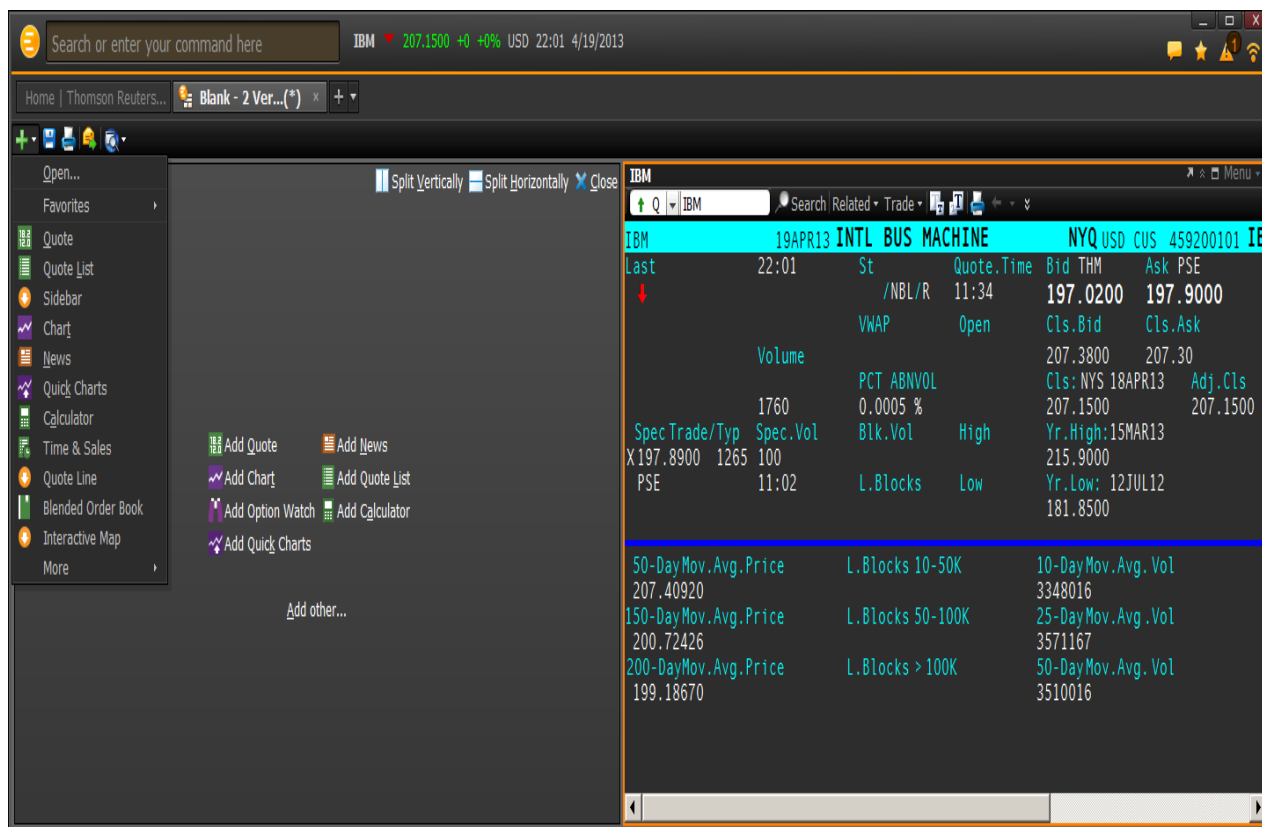 Search or enter your command here
IBM 207.1500 +0 +0% USD 22:01 4/19/2013
1
Home | Thomson Reuters...
Blank - 2 Ver...(*) × + ▾
Open...
Favorites
Quote
Quote List
Sidebar
Chart
News
Quick Charts
Calculator
Time & Sales
Quote Line
Blended Order Book
Interactive Map
More
Split Vertically Split Horizontally Close
Add Quote Add News
Add Chart Add Quote List
Add Option Watch Add Calculator
Add Quick Charts
Add other...
IBM Menu
Q IBM Search Related Trade
IBM 19APR13 INTL BUS MACHINE NYQ USD CUS 459200101
Last 22:01 St Quote.Time Bid THM Ask PSE
/NBL/R 11:34 197.0200 197.9000
VWAP Open Cls.Bid Cls.Ask
Volume 207.3800 207.30
PCT ABNVOL Cls: NYS 18APR13 Adj.Cls
1760 0.0005 % 207.1500 207.1500
Spec Trade/Typ Spec.Vol Blk.Vol High Yr.High:15MAR13
X197.8900 1265 100 215.9000
PSE 11:02 L.Blocks Low Yr.Low: 12JUL12
181.8500
50-DayMov.Avg.Price L.Blocks 10-50K 10-DayMov.Avg. Vol
207.40920 3348016
150-DayMov.Avg.Price L.Blocks 50-100K 25-DayMov.Avg.Vol
200.72426 3571167
200-DayMov.Avg.Price L.Blocks > 100K 50-DayMov.Avg. Vol
199.18670 3510016